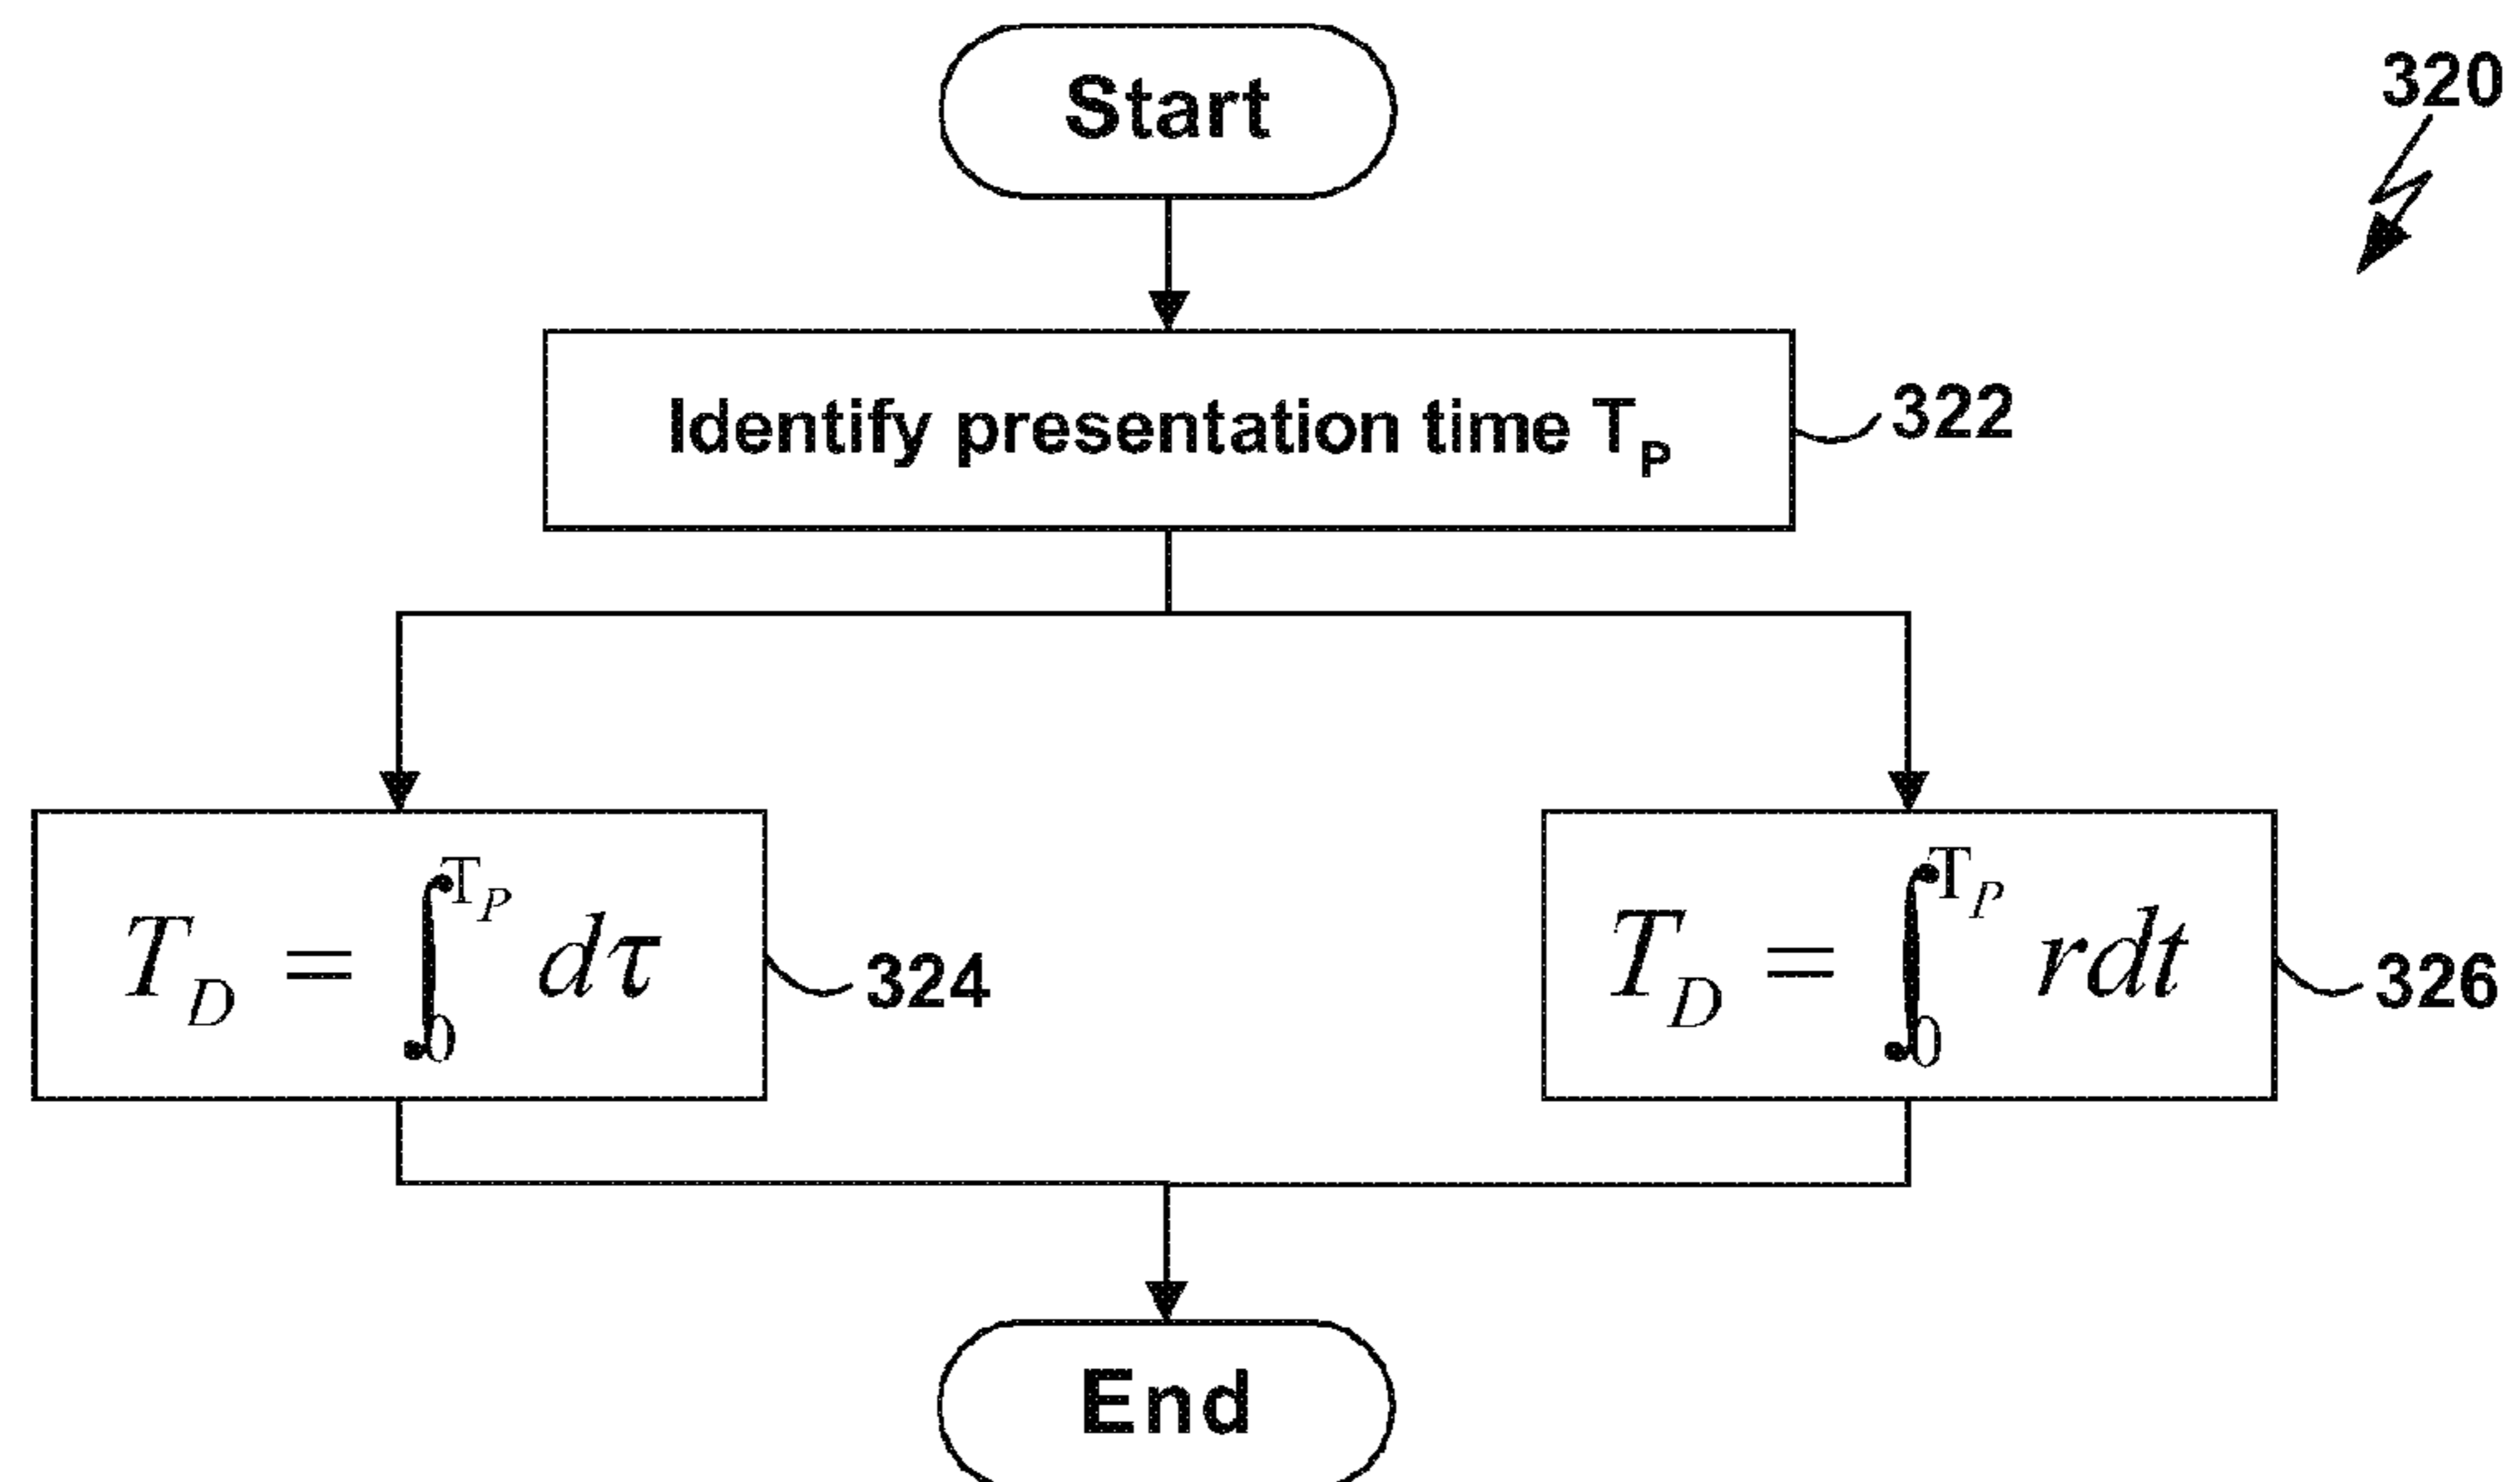 Start
320
Identify presentation time T_P
322
T_D = ∫_0^{T_P} dτ
324
T_D = ∫_0^{T_P} rdt
326
End